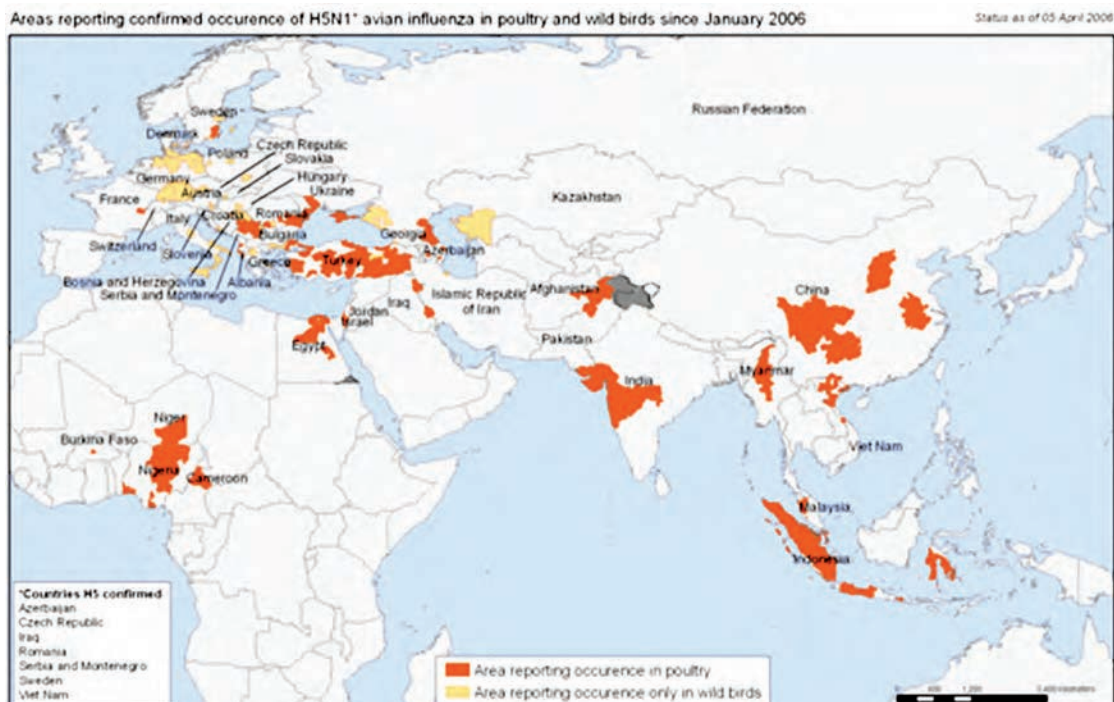 Areas reporting confirmed occurence of H5N1* avian influenza in poultry and wild birds since January 2006
Status as of 05 April 2006
Russian Federation
Sweden
Denmark
Czech Republic
Poland
Slovakia
Germany
Hungary
Austria
Ukraine
France
Kazakhstan
Italy
Croatia
Romania
Georgia
Switzerland
Bulgaria
Azerbaijan
Slovenia
Greece
Turkey
Bosnia and Herzegovina
Albania
Serbia and Montenegro
Afghanistan
China
Iraq
Islamic Republic
of Iran
Jordan
Israel
Egypt
Pakistan
India
Myanmar
Niger
Burkina Faso
Viet Nam
Nigeria
Cameroon
Malaysia
Indonesia
*Countries H5 confirmed
Azerbaijan
Czech Republic
Iraq
Romania
Serbia and Montenegro
Sweden
Viet Nam
Area reporting occurence in poultry
Area reporting occurence only in wild birds